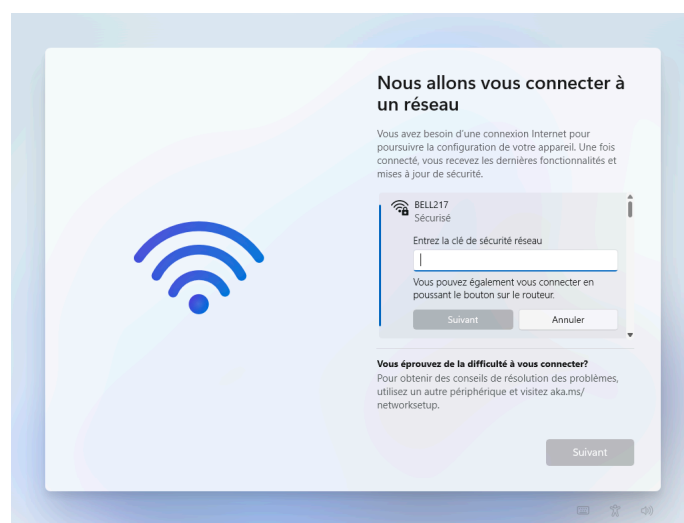 Nous allons vous connecter à
un réseau
Vous avez besoin d'une connexion Internet pour
poursuivre la configuration de votre appareil. Une fois
connecté, vous recevez les dernières fonctionnalités et
mises à jour de sécurité.
BELL217
Sécurisé
Entrez la clé de sécurité réseau
Vous pouvez également vous connecter en
poussant le bouton sur le routeur.
Suivant
Annuler
Vous éprouvez de la difficulté à vous connecter?
Pour obtenir des conseils de résolution des problèmes,
utilisez un autre périphérique et visitez aka.ms/
networksetup.
Suivant